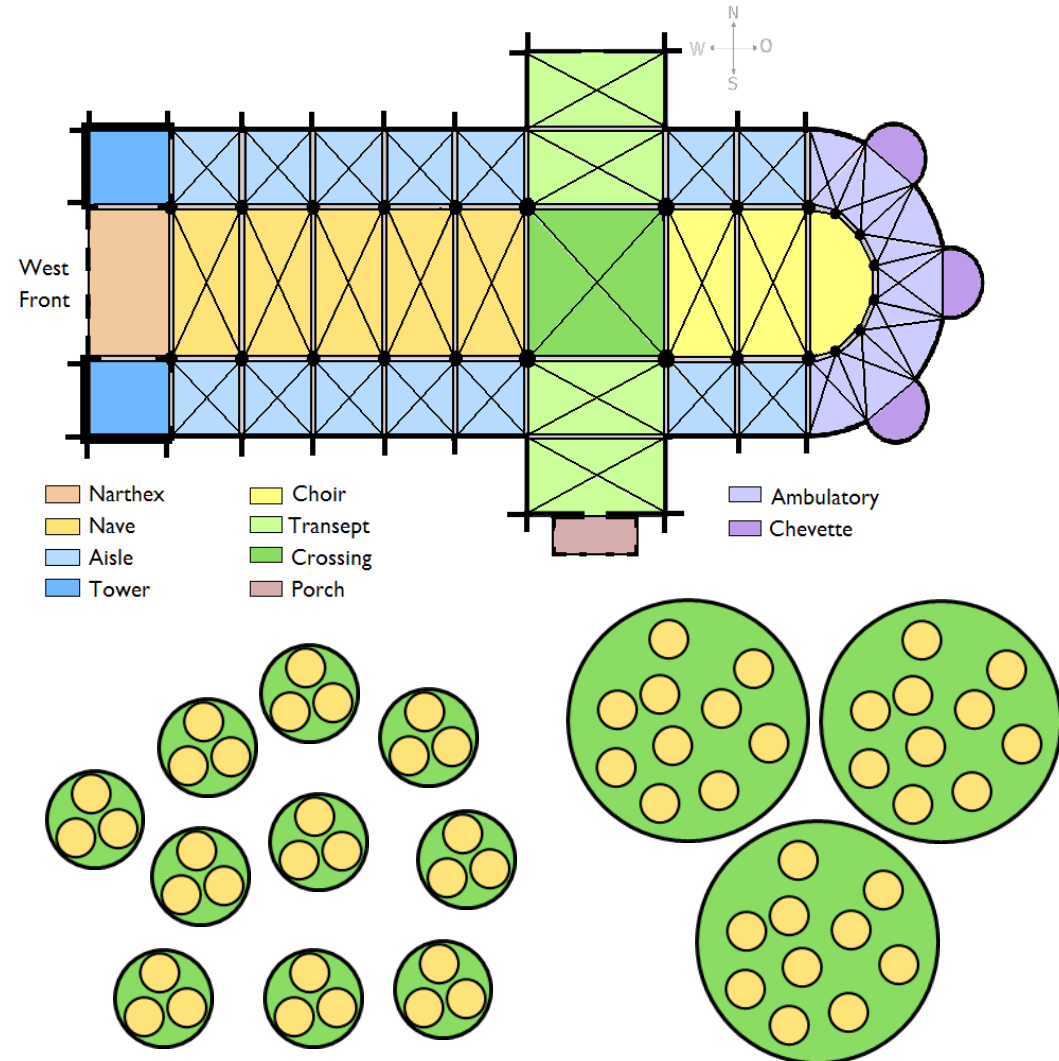 N
W O
S
West
Front
Narthex
Nave
Aisle
Tower
Choir
Transept
Crossing
Porch
Ambulatory
Chevette